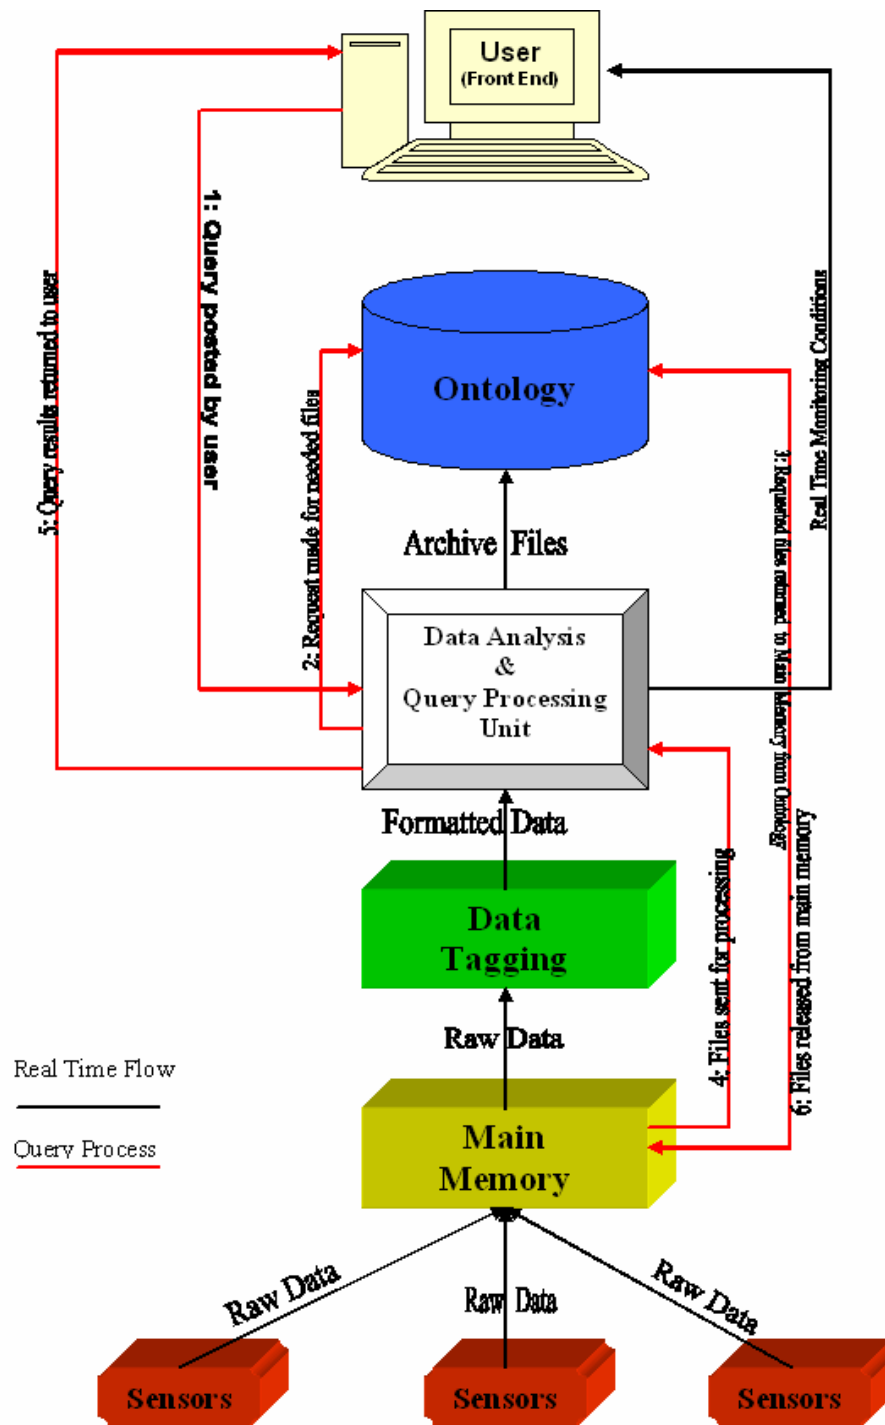 User
(Front End)
1: Query posted by user
5: Query results returned to user
2: Request made for needed files
Ontology
Real Time Monitoring Conditions
3: Requested files returned to Main Memory from Ontology
Archive Files
Data Analysis
&
Query Processing
Unit
Formatted Data
Data
Tagging
4: Files sent for processing
6: Files released from main memory
Raw Data
Real Time Flow
Query Process
Main
Memory
Raw Data
Raw Data
Raw Data
Sensors
Sensors
Sensors